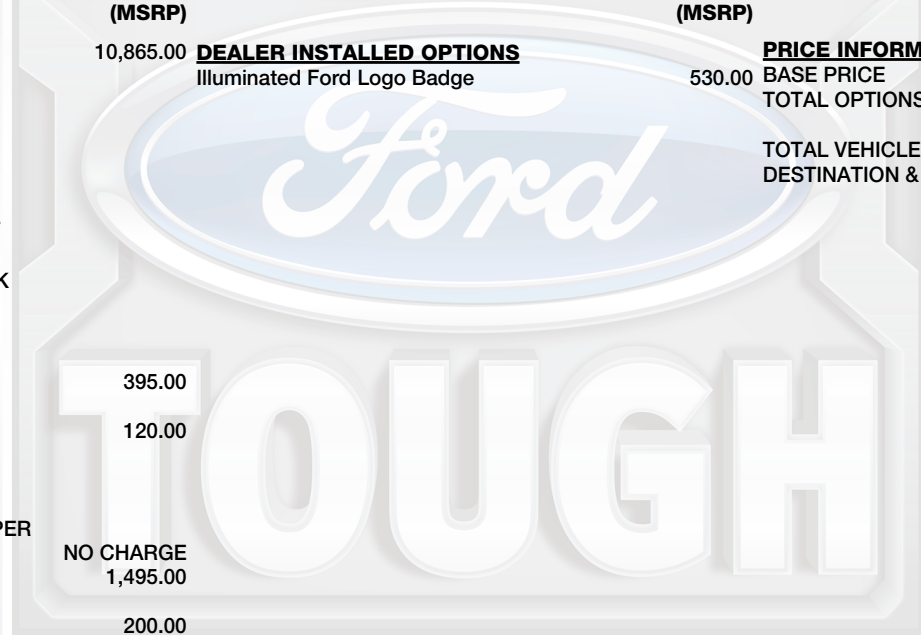 (MSRP) (MSRP)
10,865.00 DEALER INSTALLED OPTIONS PRICE INFORM
Illuminated Ford Logo Badge 530.00 BASE PRICE
TOTAL OPTIONS
TOTAL VEHICLE
DESTINATION &
Ford
K
TOUGH
395.00
120.00
PER
NO CHARGE
1,495.00
200.00